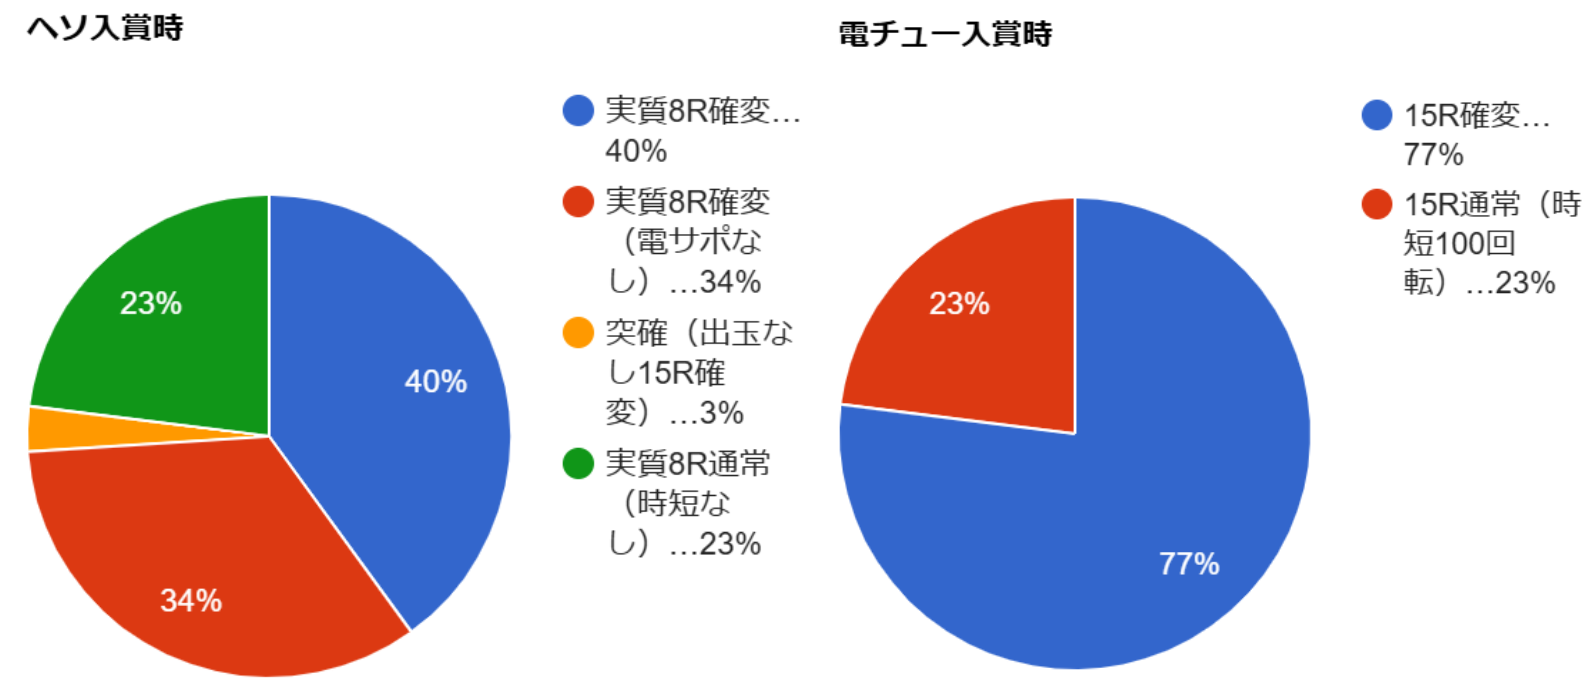 ヘソ入賞時
実質8R確変…
40%
実質8R確変
（電サポな
し）…34%
突確（出玉な
し15R確
変）…3%
実質8R通常
（時短な
し）…23%
23%
40%
34%
電チュー入賞時
15R確変…
77%
15R通常（時
短100回
転）…23%
23%
77%